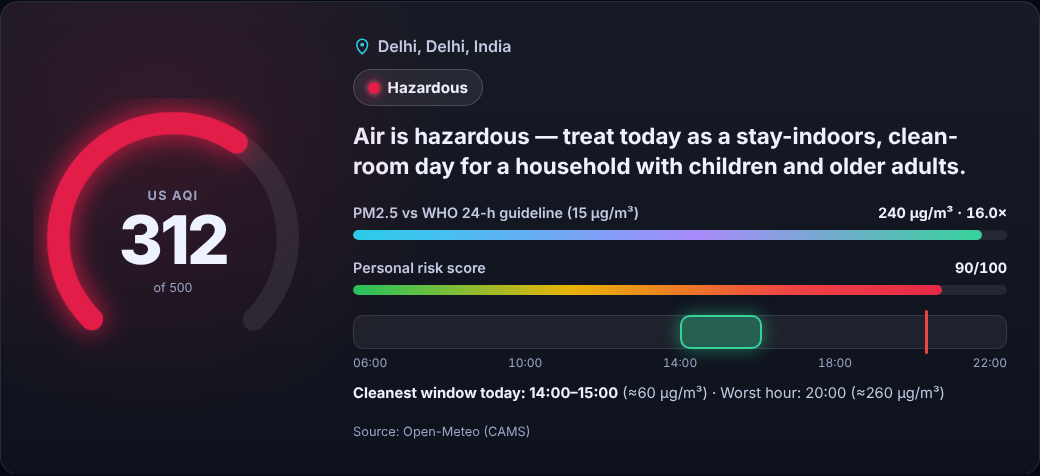 Delhi, Delhi, India
Hazardous
Air is hazardous — treat today as a stay-indoors, clean-
room day for a household with children and older adults.
US AQI
312
of 500
PM2.5 vs WHO 24-h guideline (15 µg/m³) 240 µg/m³ · 16.0×
Personal risk score 90/100
06:00 10:00 14:00 18:00 22:00
Cleanest window today: 14:00–15:00 (≈60 µg/m³) · Worst hour: 20:00 (≈260 µg/m³)
Source: Open-Meteo (CAMS)